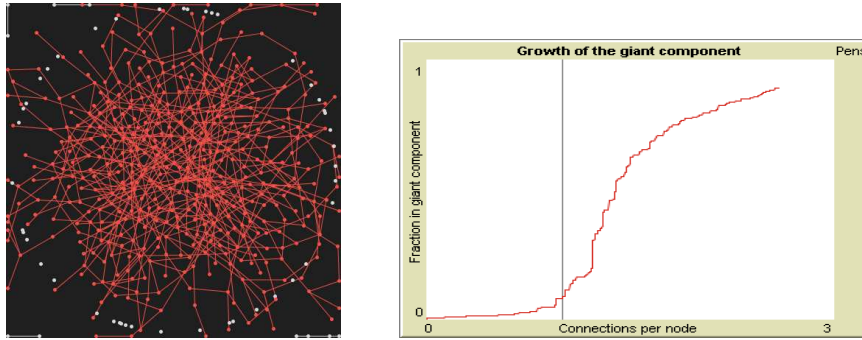 Growth of the giant component
Pens
1
Fraction in giant component
0
0
Connections per node
3